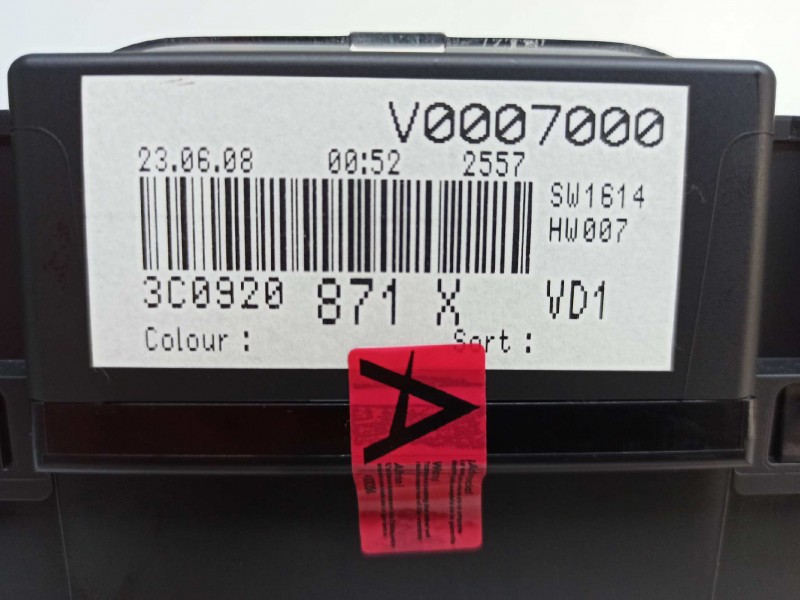 V0007000
23.06.08 00:52 2557
SW1614
HW007
3C0920 871 X VD1
Colour : Sort :
A